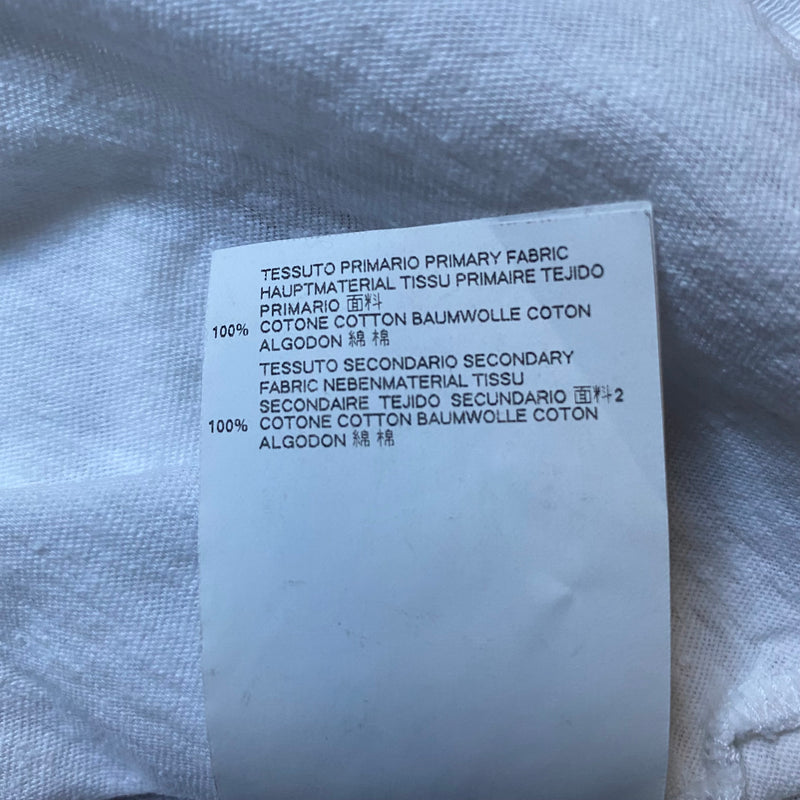 TESSUTO PRIMARIO PRIMARY FABRIC
HAUPTMATERIAL TISSU PRIMAIRE TEJIDO
PRIMARIO 面料
100% COTONE COTTON BAUMWOLLE COTON
ALGODON 綿 棉
TESSUTO SECONDARIO SECONDARY
FABRIC NEBENMATERIAL TISSU
SECONDAIRE TEJIDO SECUNDARIO 面料2
100% COTONE COTTON BAUMWOLLE COTON
ALGODON 綿 棉